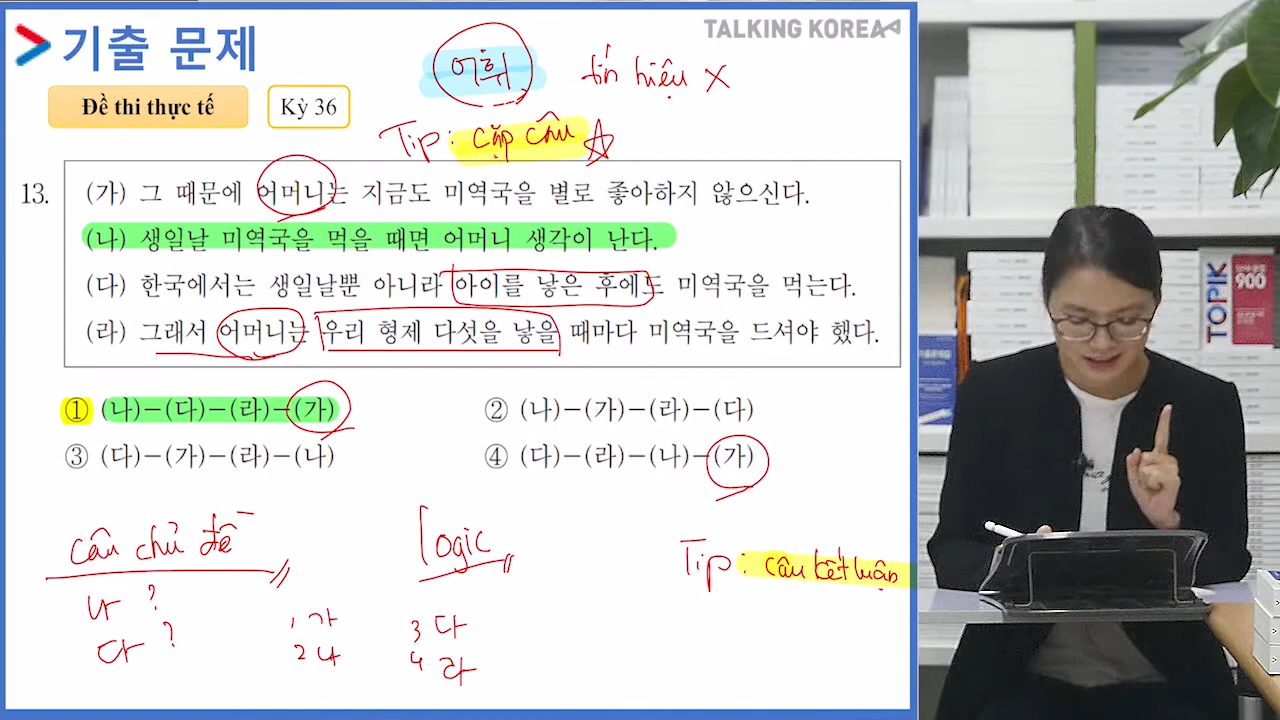 기출 문제
TALKING KOREA
어휘
tín hiệu X
Đề thi thực tế
Kỳ 36
Tip: cặp câu
13.
(가) 그 때문에 어머니는 지금도 미역국을 별로 좋아하지 않으신다.
(나) 생일날 미역국을 먹을 때면 어머니 생각이 난다.
(다) 한국에서는 생일날뿐 아니라 아이를 낳은 후에도 미역국을 먹는다.
(라) 그래서 어머니는 우리 형제 다섯을 낳을 때마다 미역국을 드셔야 했다.
① (나)-(다)-(라)-(가)
② (나)-(가)-(라)-(다)
③ (다)-(가)-(라)-(나)
④ (다)-(라)-(나)-(가)
câu chủ đề
logic
Tip: câu kết luận
나 ?
다 ?
1 가
2 나
3 다
4 라
TOPIK
900